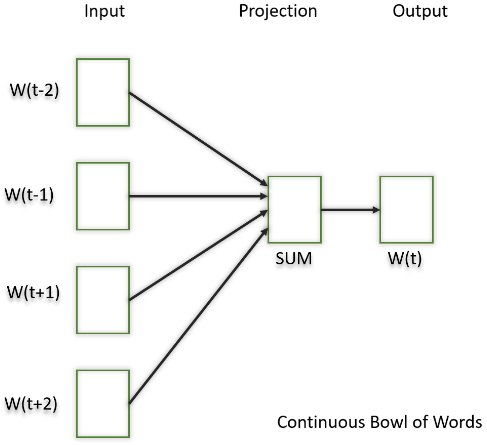 Input Projection Output
W(t-2)
W(t-1)
SUM W(t)
W(t+1)
W(t+2)
Continuous Bowl of Words